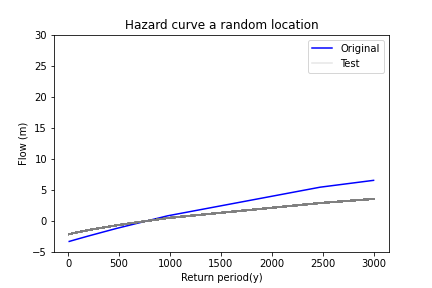 Hazard curve a random location
Original
Test
Flow (m)
30
25
20
15
10
5
0
−5
0 500 1000 1500 2000 2500 3000
Return period(y)